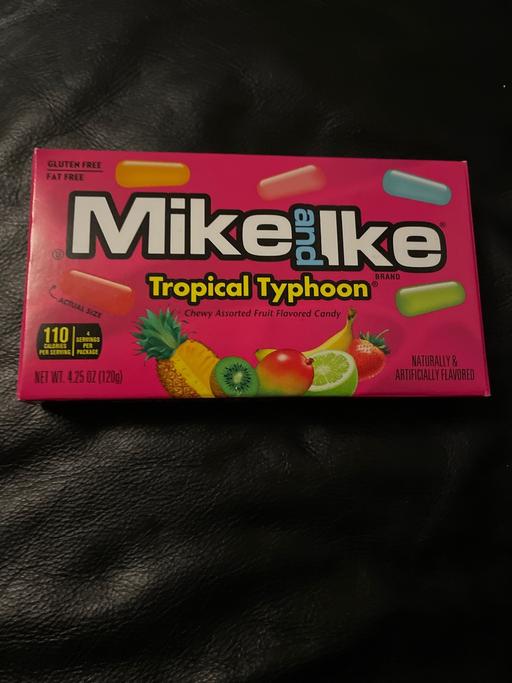 GLUTEN FREE
FAT FREE
Mike and Ike®
BRAND
Tropical Typhoon®
Chewy Assorted Fruit Flavored Candy
ACTUAL SIZE
110 CALORIES PER SERVING
4 SERVINGS PER PACKAGE
NET WT. 4.25 OZ (120g)
NATURALLY &
ARTIFICIALLY FLAVORED